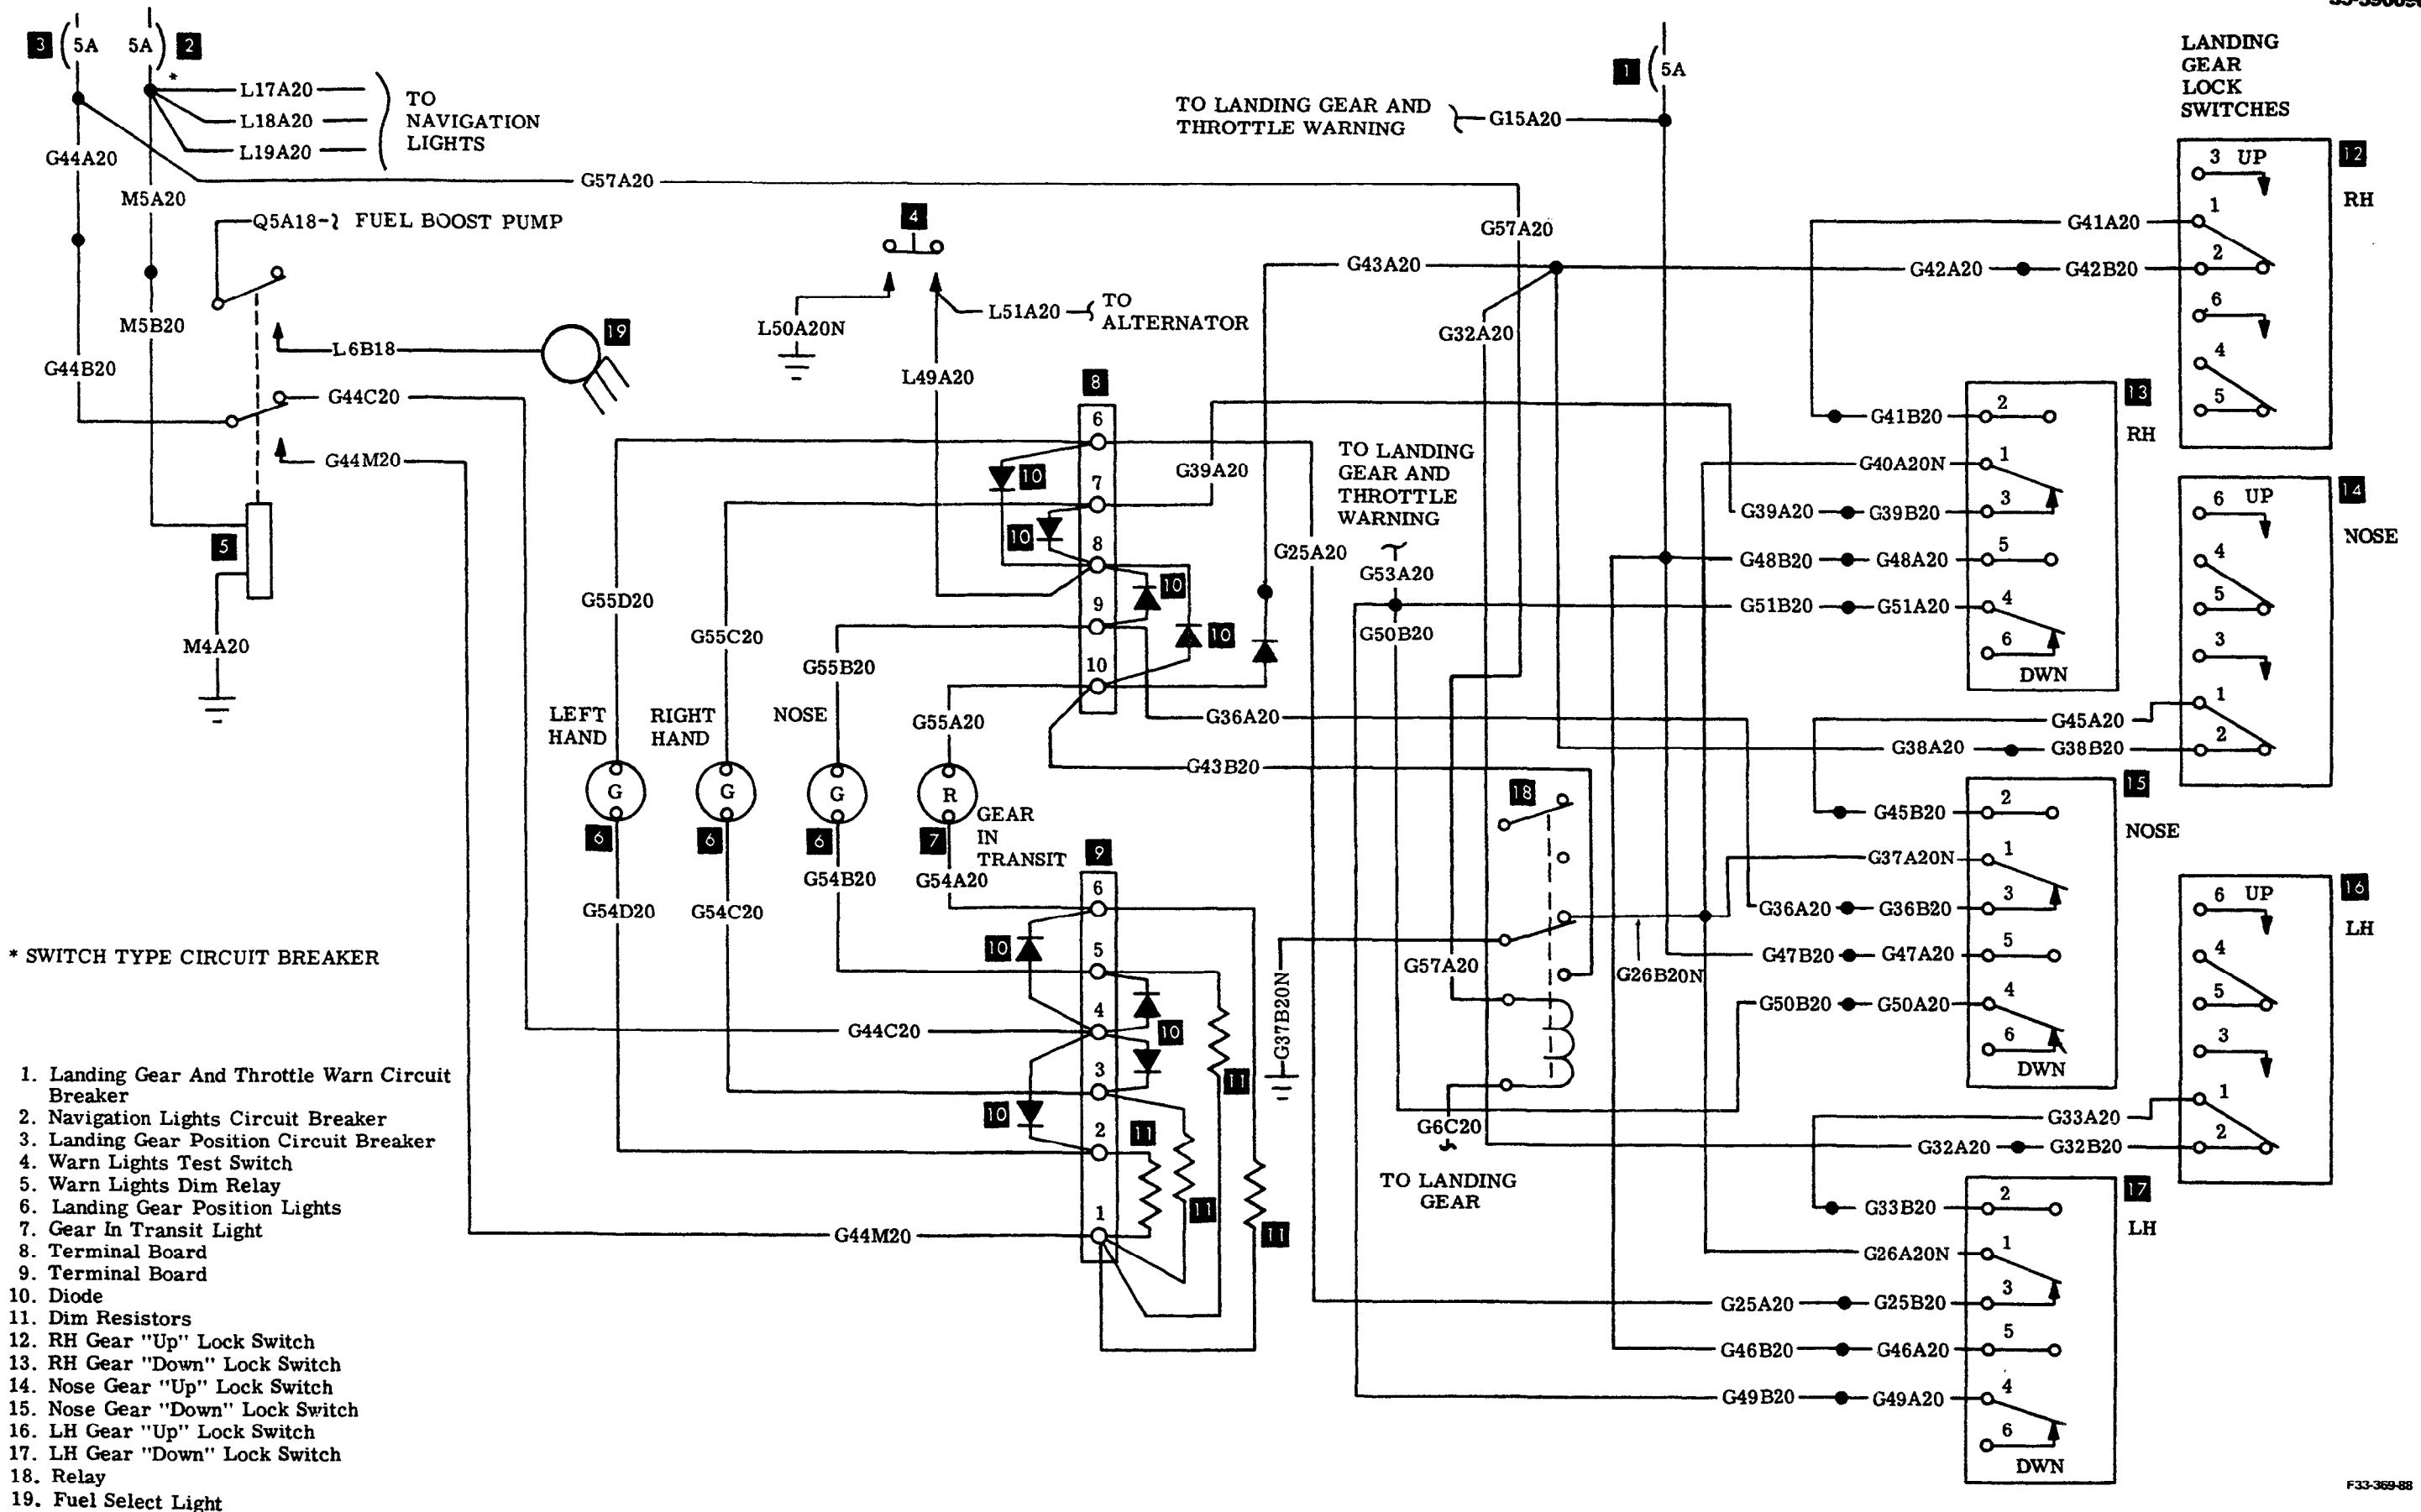 LANDING
GEAR
LOCK
SWITCHES
3 5A 5A 2
*
L17A20
L18A20
L19A20
TO
NAVIGATION
LIGHTS
1 5A
TO LANDING GEAR AND
THROTTLE WARNING
G15A20
G44A20
M5A20
G57A20
G57A20
Q5A18 FUEL BOOST PUMP
4
M5B20
G44B20
L6B18
19
L50A20N
L51A20
TO
ALTERNATOR
L49A20
G44C20
G44M20
5
M4A20
G43A20
G32A20
G42A20 G42B20
G41A20
3 UP
1
2
6
4
5
12
RH
G41B20
G40A20N
G39A20 G39B20
G48B20 G48A20
G51B20 G51A20
2
1
3
5
4
6
DWN
13
RH
6 UP
4
5
3
1
2
14
NOSE
8
6
7
8
9
10
10
10
10
10
G39A20
G25A20
TO LANDING
GEAR AND
THROTTLE
WARNING
G53A20
G50B20
G55D20
G55C20
G55B20
G55A20
G36A20
G43B20
G45A20
G38A20 G38B20
LEFT
HAND
RIGHT
HAND
NOSE
G
G
G
R
6
6
6
7
GEAR
IN
TRANSIT
G54D20
G54C20
G54B20
G54A20
9
6
5
4
3
2
1
10
10
10
11
11
11
11
G44C20
G44M20
18
G57A20
G37B20N
G26B20N
G6C20
TO LANDING
GEAR
G45B20
G37A20N
G36A20 G36B20
G47B20 G47A20
G50B20 G50A20
2
1
3
5
4
6
DWN
15
NOSE
6 UP
4
5
3
1
2
16
LH
G33A20
G32A20 G32B20
G33B20
G26A20N
G25A20 G25B20
G46B20 G46A20
G49B20 G49A20
2
1
3
5
4
6
DWN
17
LH
* SWITCH TYPE CIRCUIT BREAKER
1. Landing Gear And Throttle Warn Circuit
Breaker
2. Navigation Lights Circuit Breaker
3. Landing Gear Position Circuit Breaker
4. Warn Lights Test Switch
5. Warn Lights Dim Relay
6. Landing Gear Position Lights
7. Gear In Transit Light
8. Terminal Board
9. Terminal Board
10. Diode
11. Dim Resistors
12. RH Gear "Up" Lock Switch
13. RH Gear "Down" Lock Switch
14. Nose Gear "Up" Lock Switch
15. Nose Gear "Down" Lock Switch
16. LH Gear "Up" Lock Switch
17. LH Gear "Down" Lock Switch
18. Relay
19. Fuel Select Light
F33-369-88